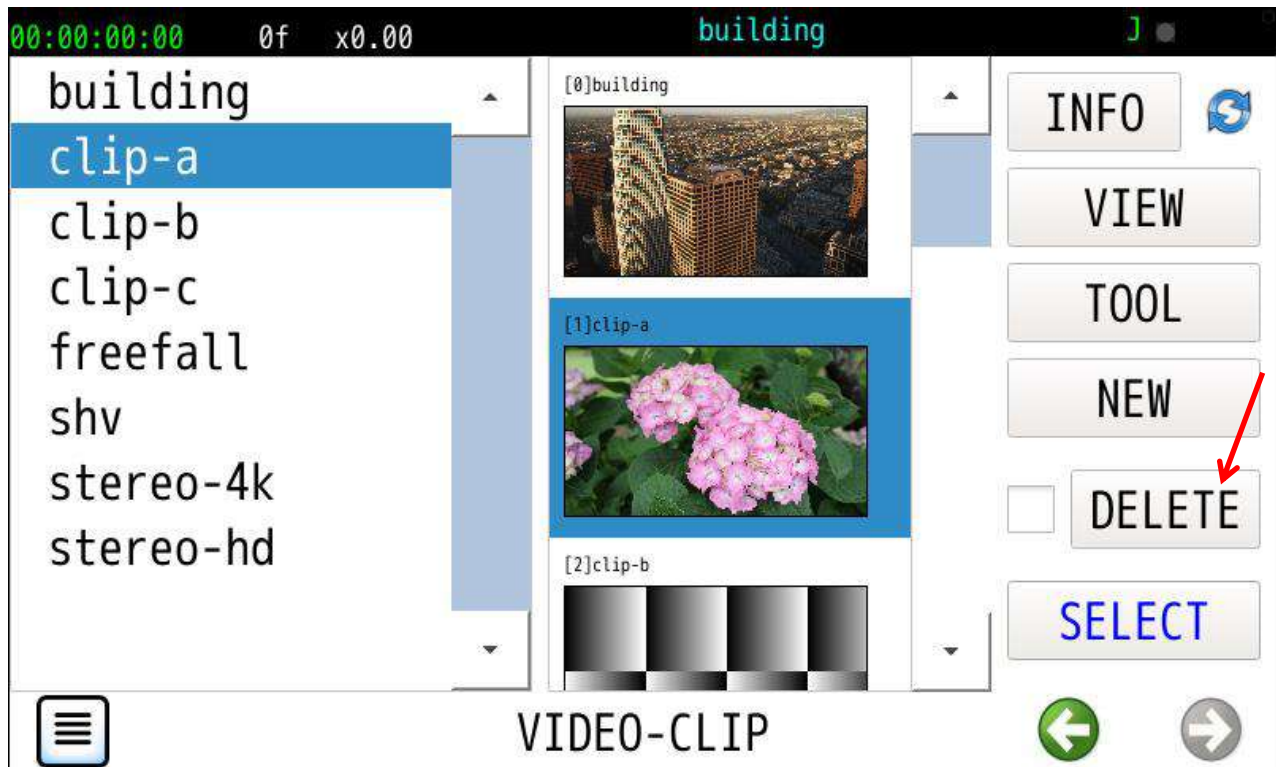 00:00:00:00 0f x0.00 building J
building
clip-a
clip-b
clip-c
freefall
shv
stereo-4k
stereo-hd
[0]building
[1]clip-a
[2]clip-b
INFO
VIEW
TOOL
NEW
DELETE
SELECT
VIDEO-CLIP